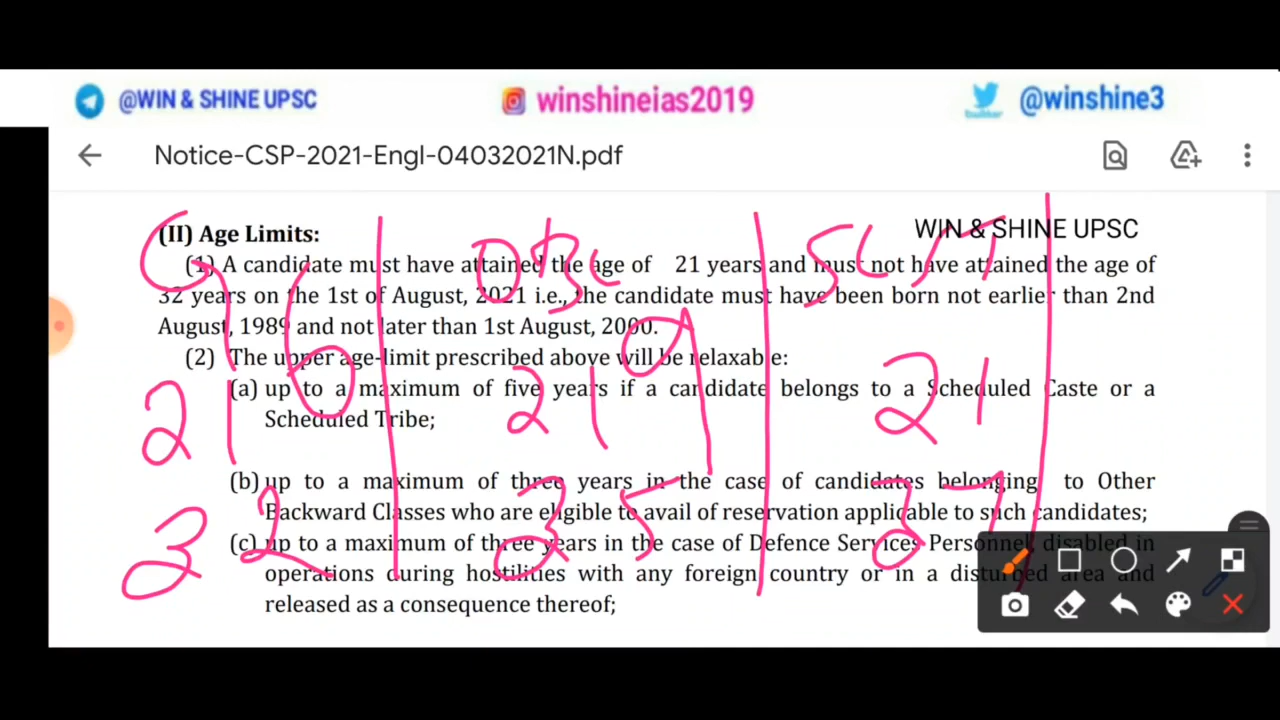 @WIN & SHINE UPSC winshineias2019 @winshine3
Notice-CSP-2021-Engl-04032021N.pdf
WIN & SHINE UPSC
(II) Age Limits:
(1) A candidate must have attained the age of 21 years and must not have attained the age of
32 years on the 1st of August, 2021 i.e., the candidate must have been born not earlier than 2nd
August, 1989 and not later than 1st August, 2000.
(2) The upper age-limit prescribed above will be relaxable:
(a) up to a maximum of five years if a candidate belongs to a Scheduled Caste or a
Scheduled Tribe;
(b) up to a maximum of three years in the case of candidates belonging to Other
Backward Classes who are eligible to avail of reservation applicable to such candidates;
(c) up to a maximum of three years in the case of Defence Services Personnel disabled in
operations during hostilities with any foreign country or in a disturbed area and
released as a consequence thereof;
G OBC SC ST
6 9
21 21 21
32 35 37